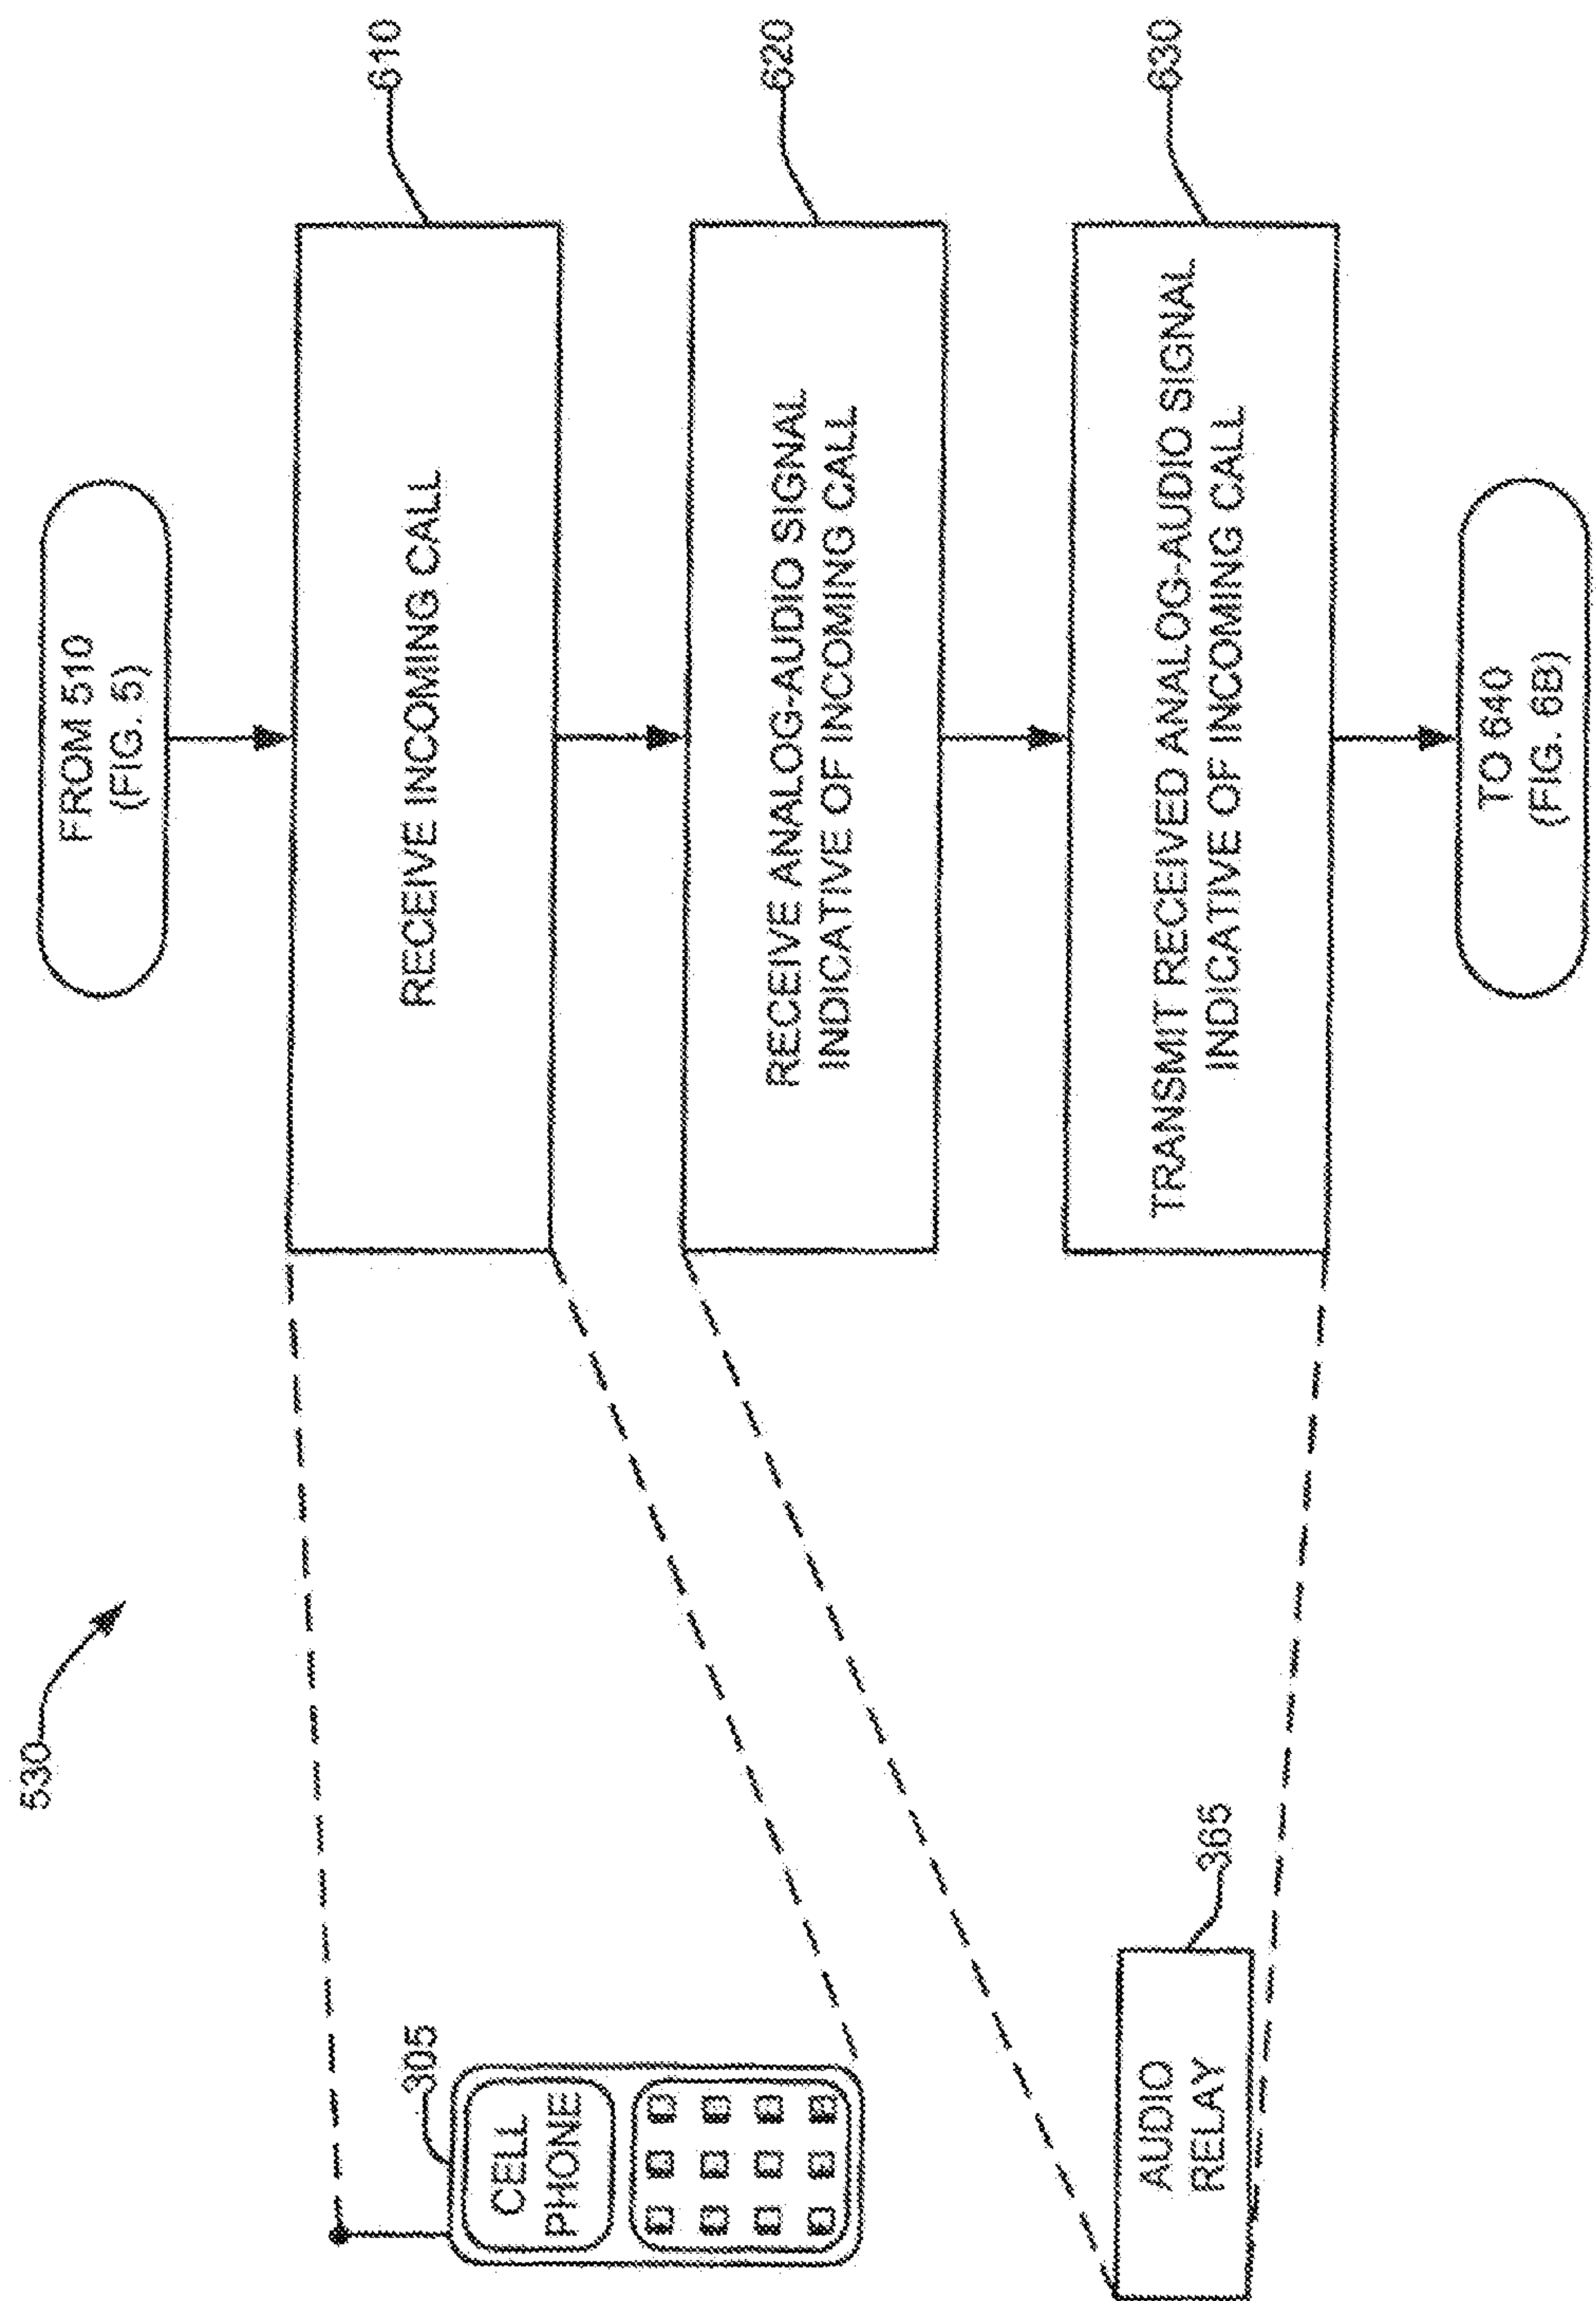 530
FROM 510
(FIG. 5)
CELL
PHONE
305
RECEIVE INCOMING CALL
610
RECEIVE ANALOG-AUDIO SIGNAL
INDICATIVE OF INCOMING CALL
620
AUDIO
RELAY
365
TRANSMIT RECEIVED ANALOG-AUDIO SIGNAL
INDICATIVE OF INCOMING CALL
630
TO 640
(FIG. 6B)